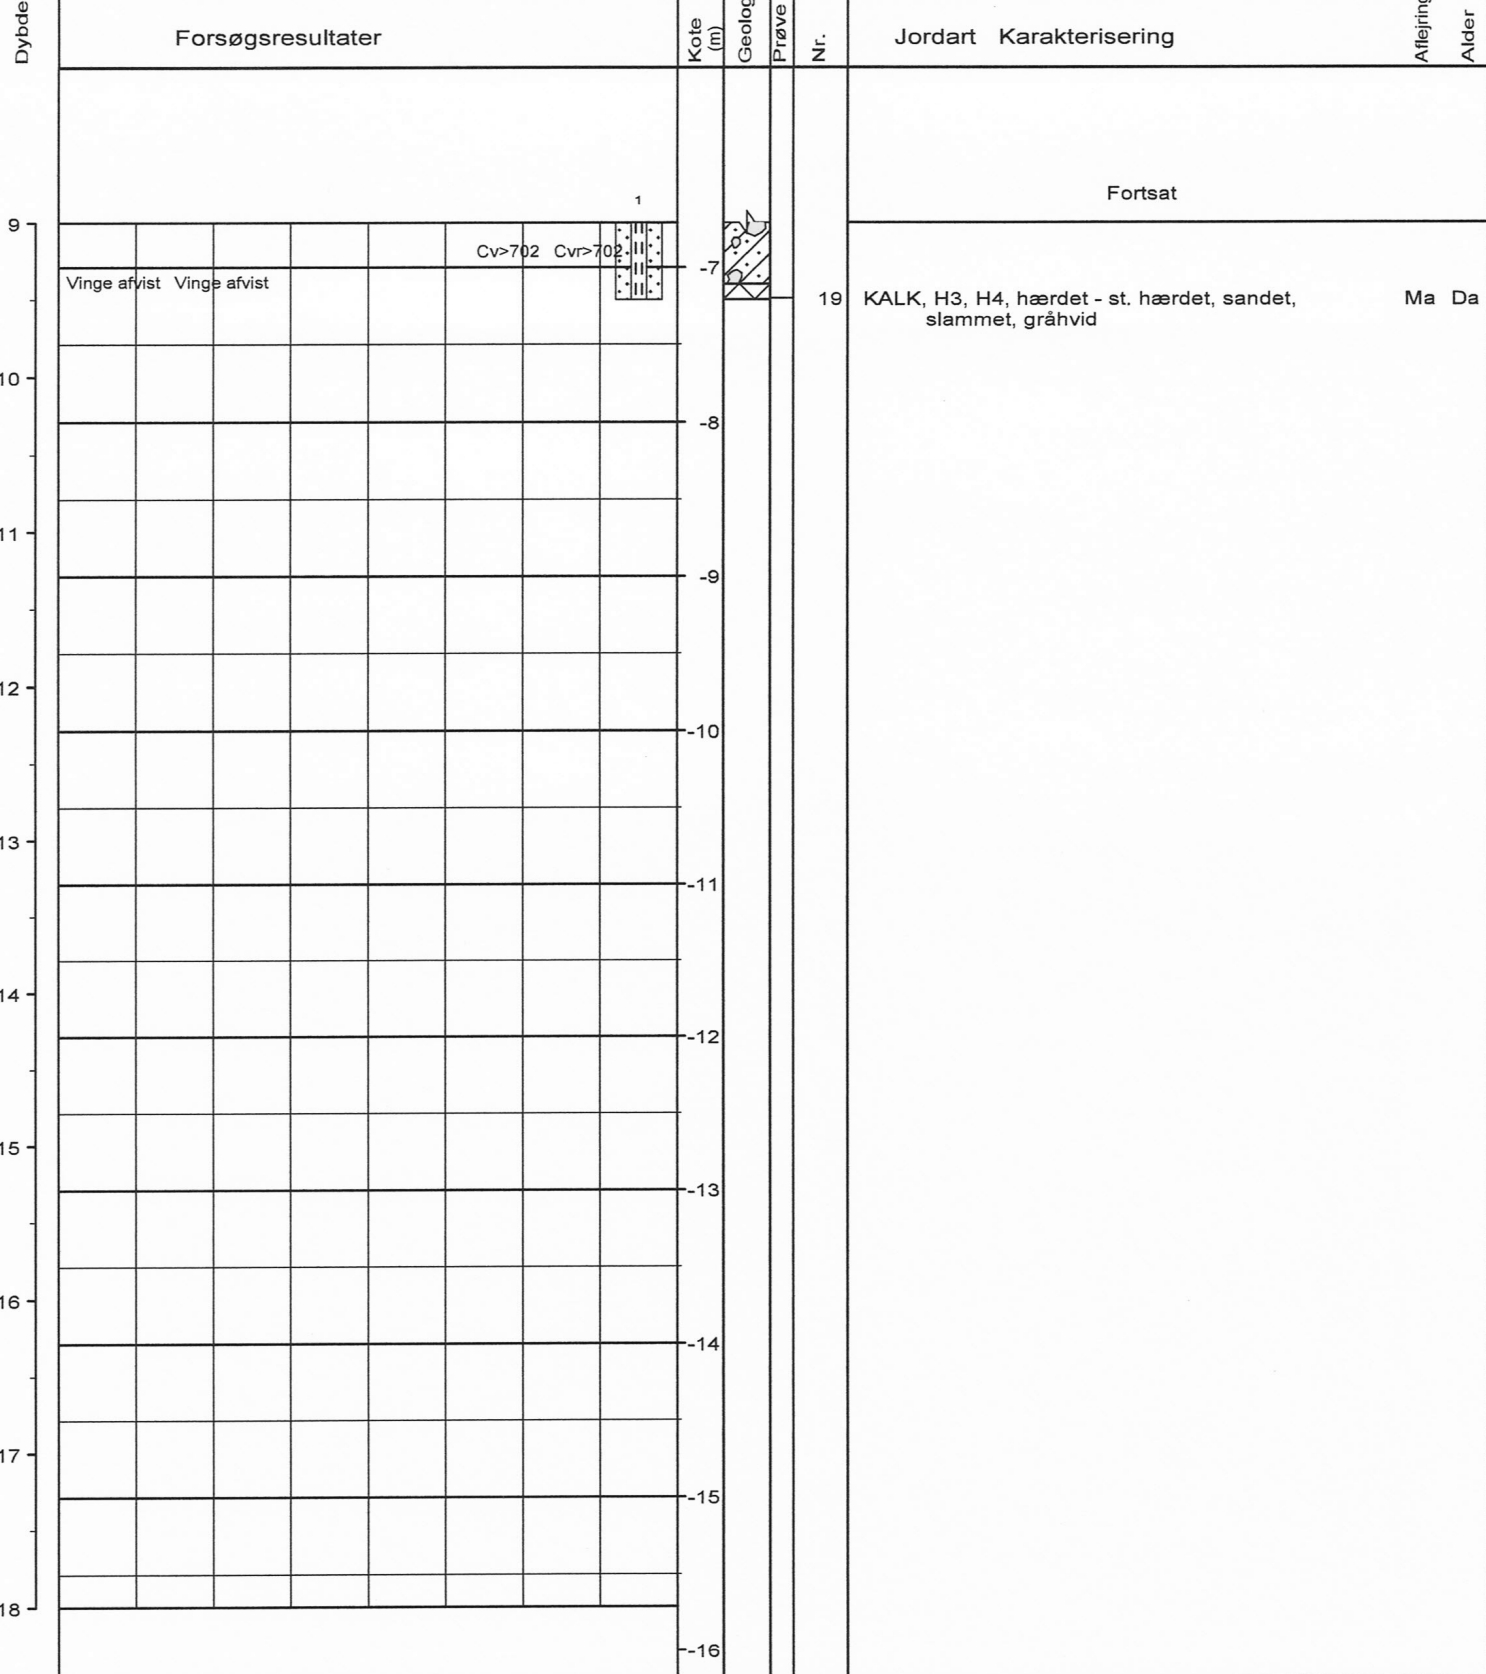 Dybde
Forsøgsresultater
Kote
(m)
Geolog
Prøve
Nr.
Jordart Karakterisering
Aflejring
Alder
Fortsat
1
9
Cv>702 Cvr>702
-7
Vinge afvist Vinge afvist
19 KALK, H3, H4, hærdet - st. hærdet, sandet, Ma Da
slammet, gråhvid
10
-8
11
-9
12
-10
13
-11
14
-12
15
-13
16
-14
17
-15
18
-16